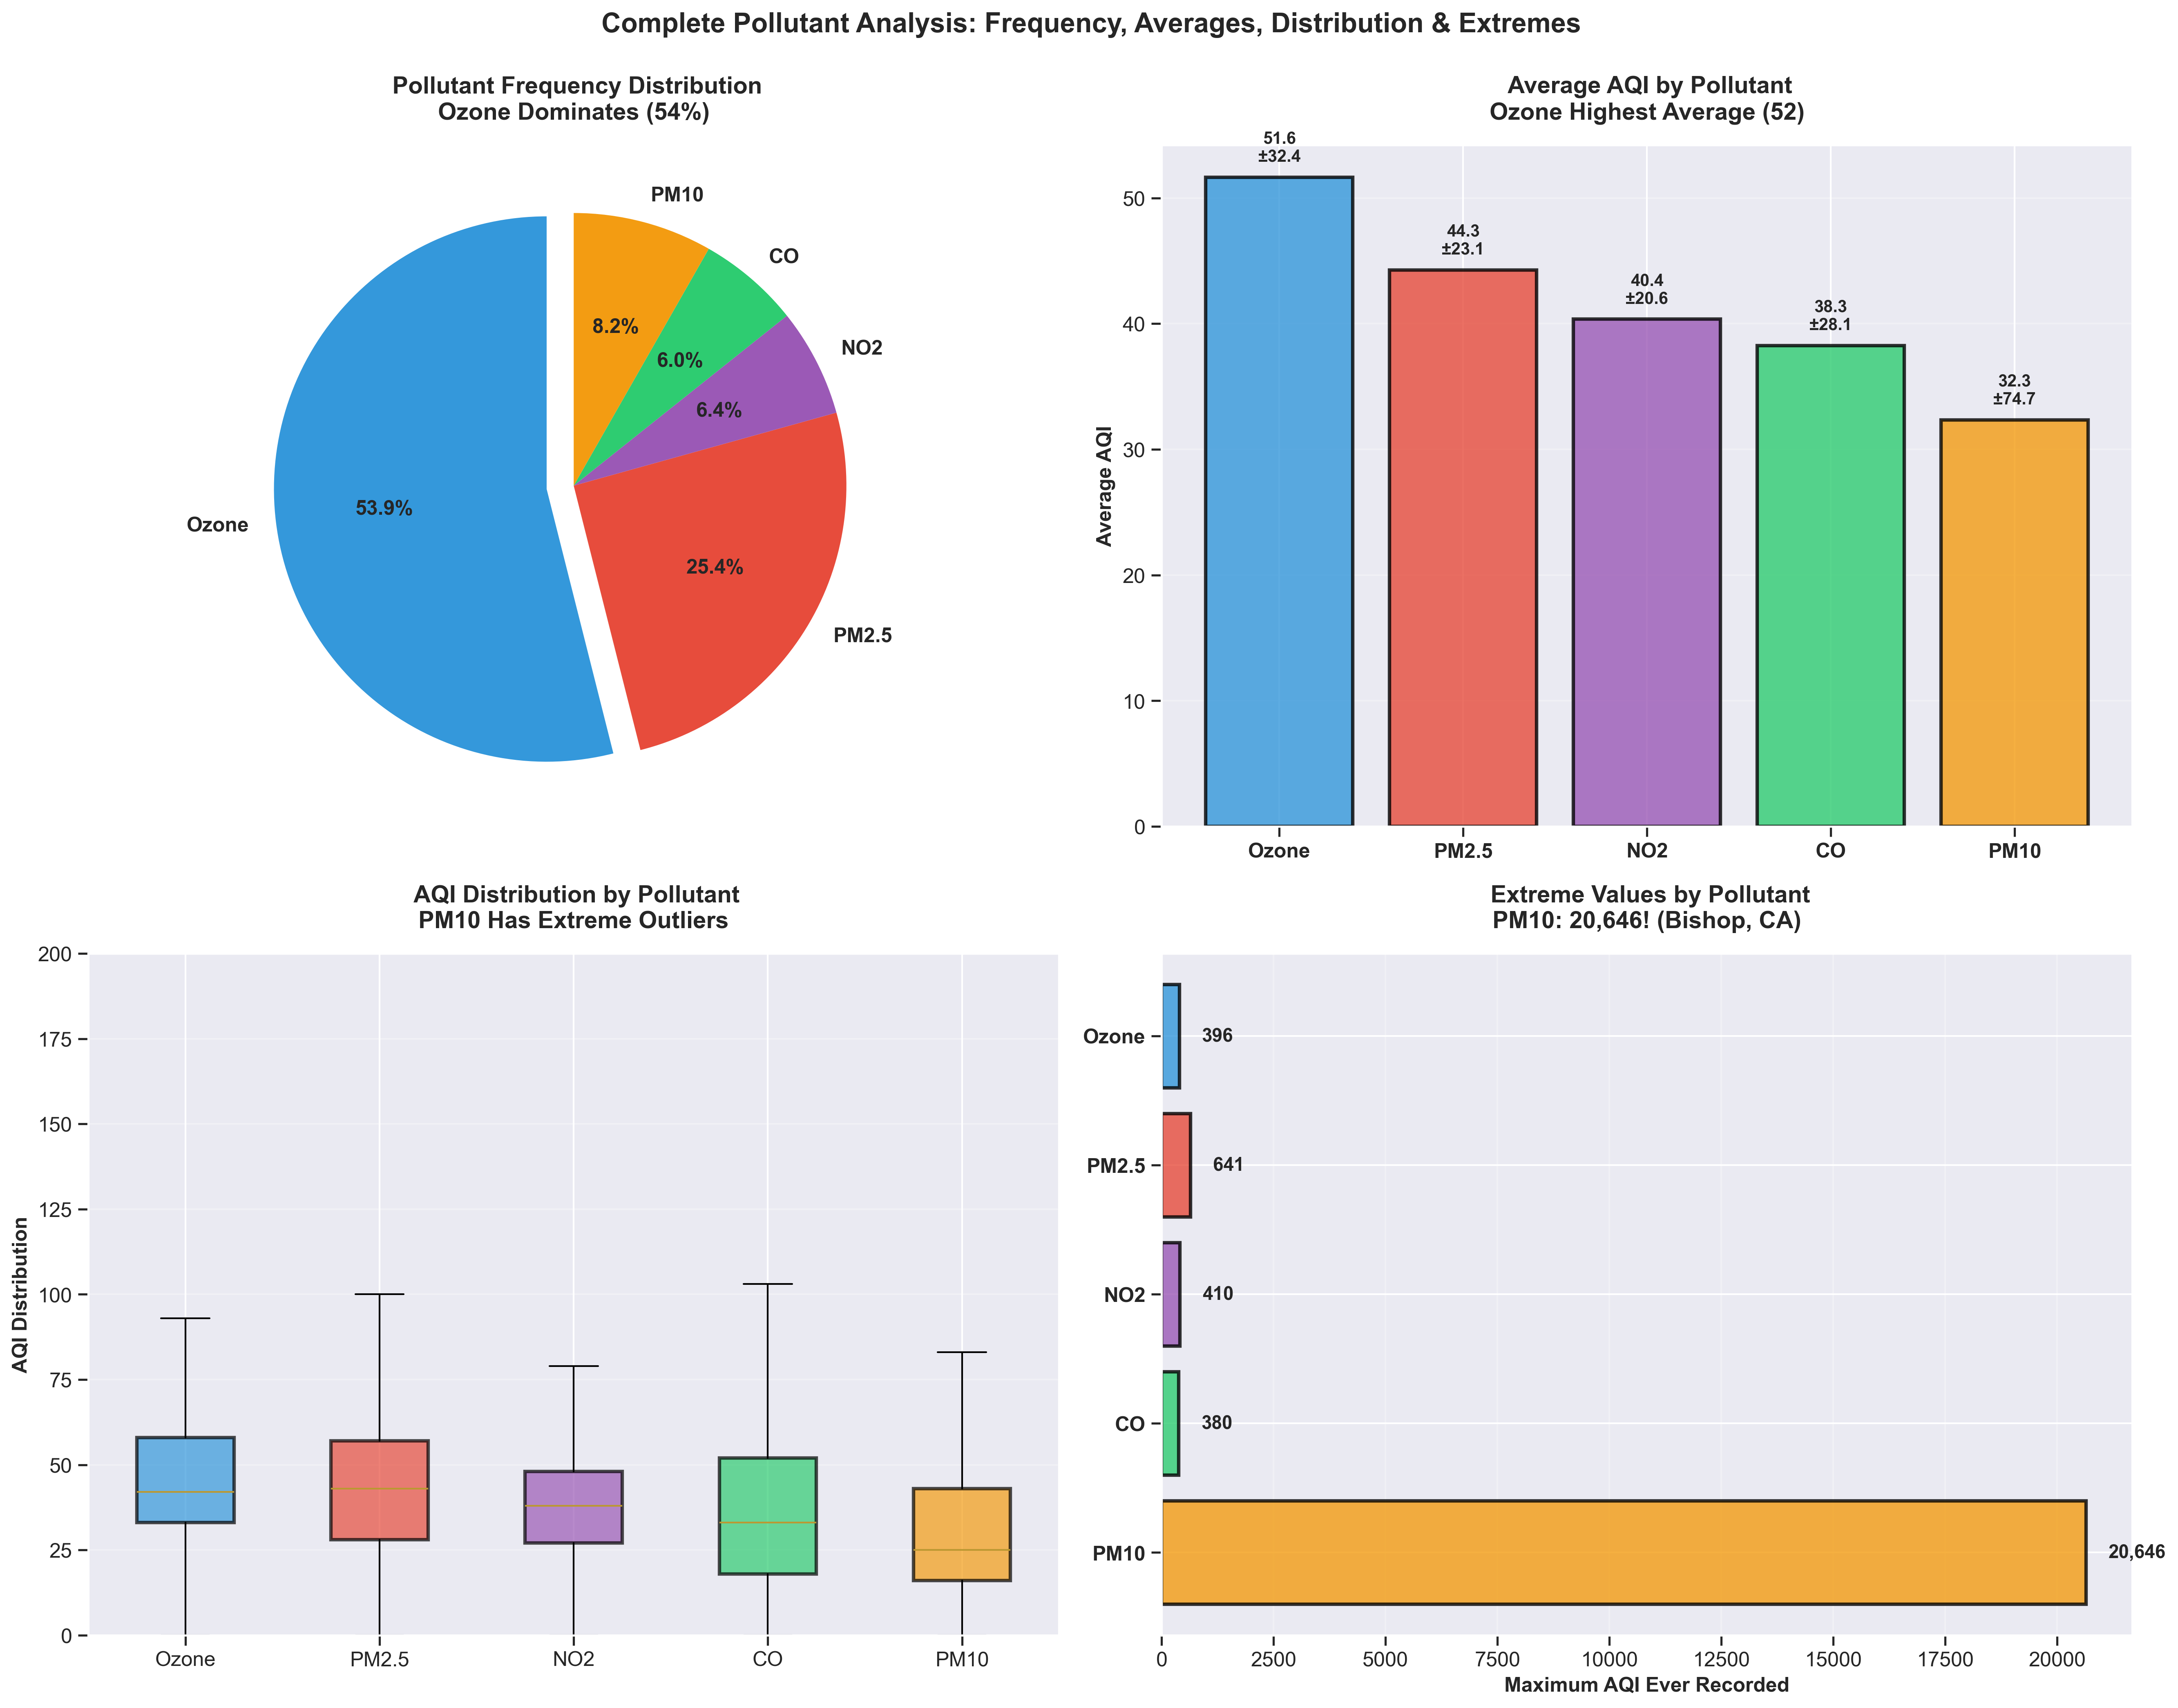 Complete Pollutant Analysis: Frequency, Averages, Distribution & Extremes
Pollutant Frequency Distribution
Ozone Dominates (54%)
PM10
CO
NO2
PM2.5
Ozone
8.2%
6.0%
6.4%
25.4%
53.9%
Average AQI by Pollutant
Ozone Highest Average (52)
51.6
±32.4
44.3
±23.1
40.4
±20.6
38.3
±28.1
32.3
±74.7
Average AQI
50
40
30
20
10
0
Ozone
PM2.5
NO2
CO
PM10
AQI Distribution by Pollutant
PM10 Has Extreme Outliers
AQI Distribution
200
175
150
125
100
75
50
25
0
Ozone
PM2.5
NO2
CO
PM10
Extreme Values by Pollutant
PM10: 20,646! (Bishop, CA)
Ozone
396
PM2.5
641
NO2
410
CO
380
PM10
20,646
0
2500
5000
7500
10000
12500
15000
17500
20000
Maximum AQI Ever Recorded